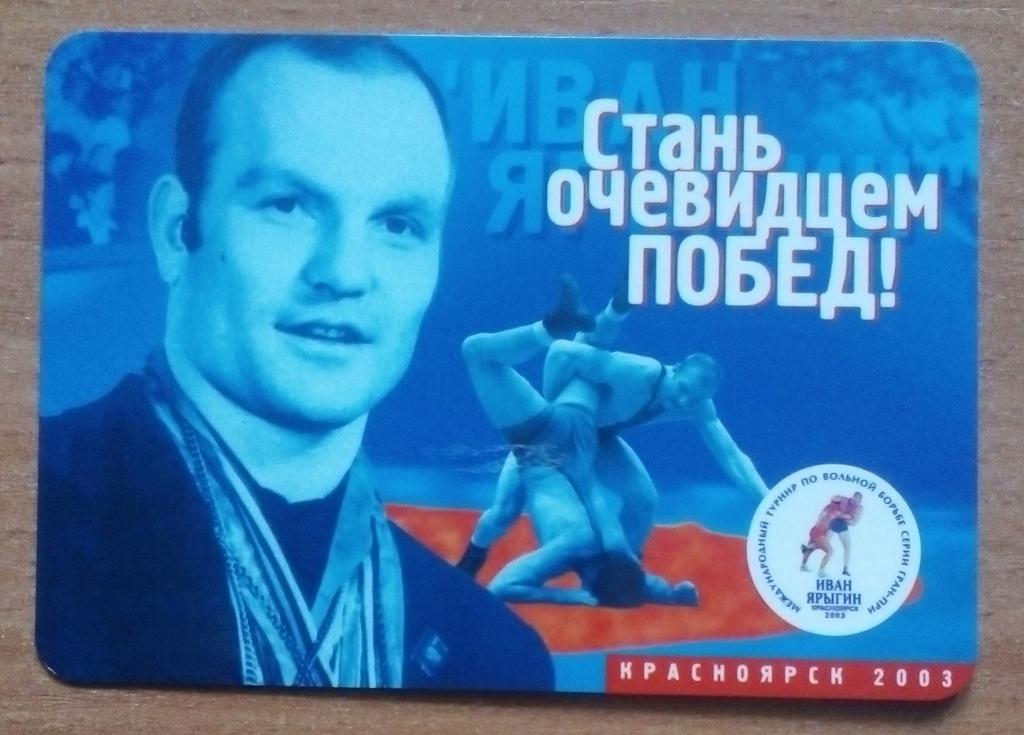 "ИВАН
ЯРЫГИН"
Стань
очевидцем
ПОБЕД!
МЕЖДУНАРОДНЫЙ ТУРНИР ПО ВОЛЬНОЙ БОРЬБЕ СЕРИИ ГРАН-ПРИ
ИВАН
ЯРЫГИН
КРАСНОЯРСК
2003
КРАСНОЯРСК 2003